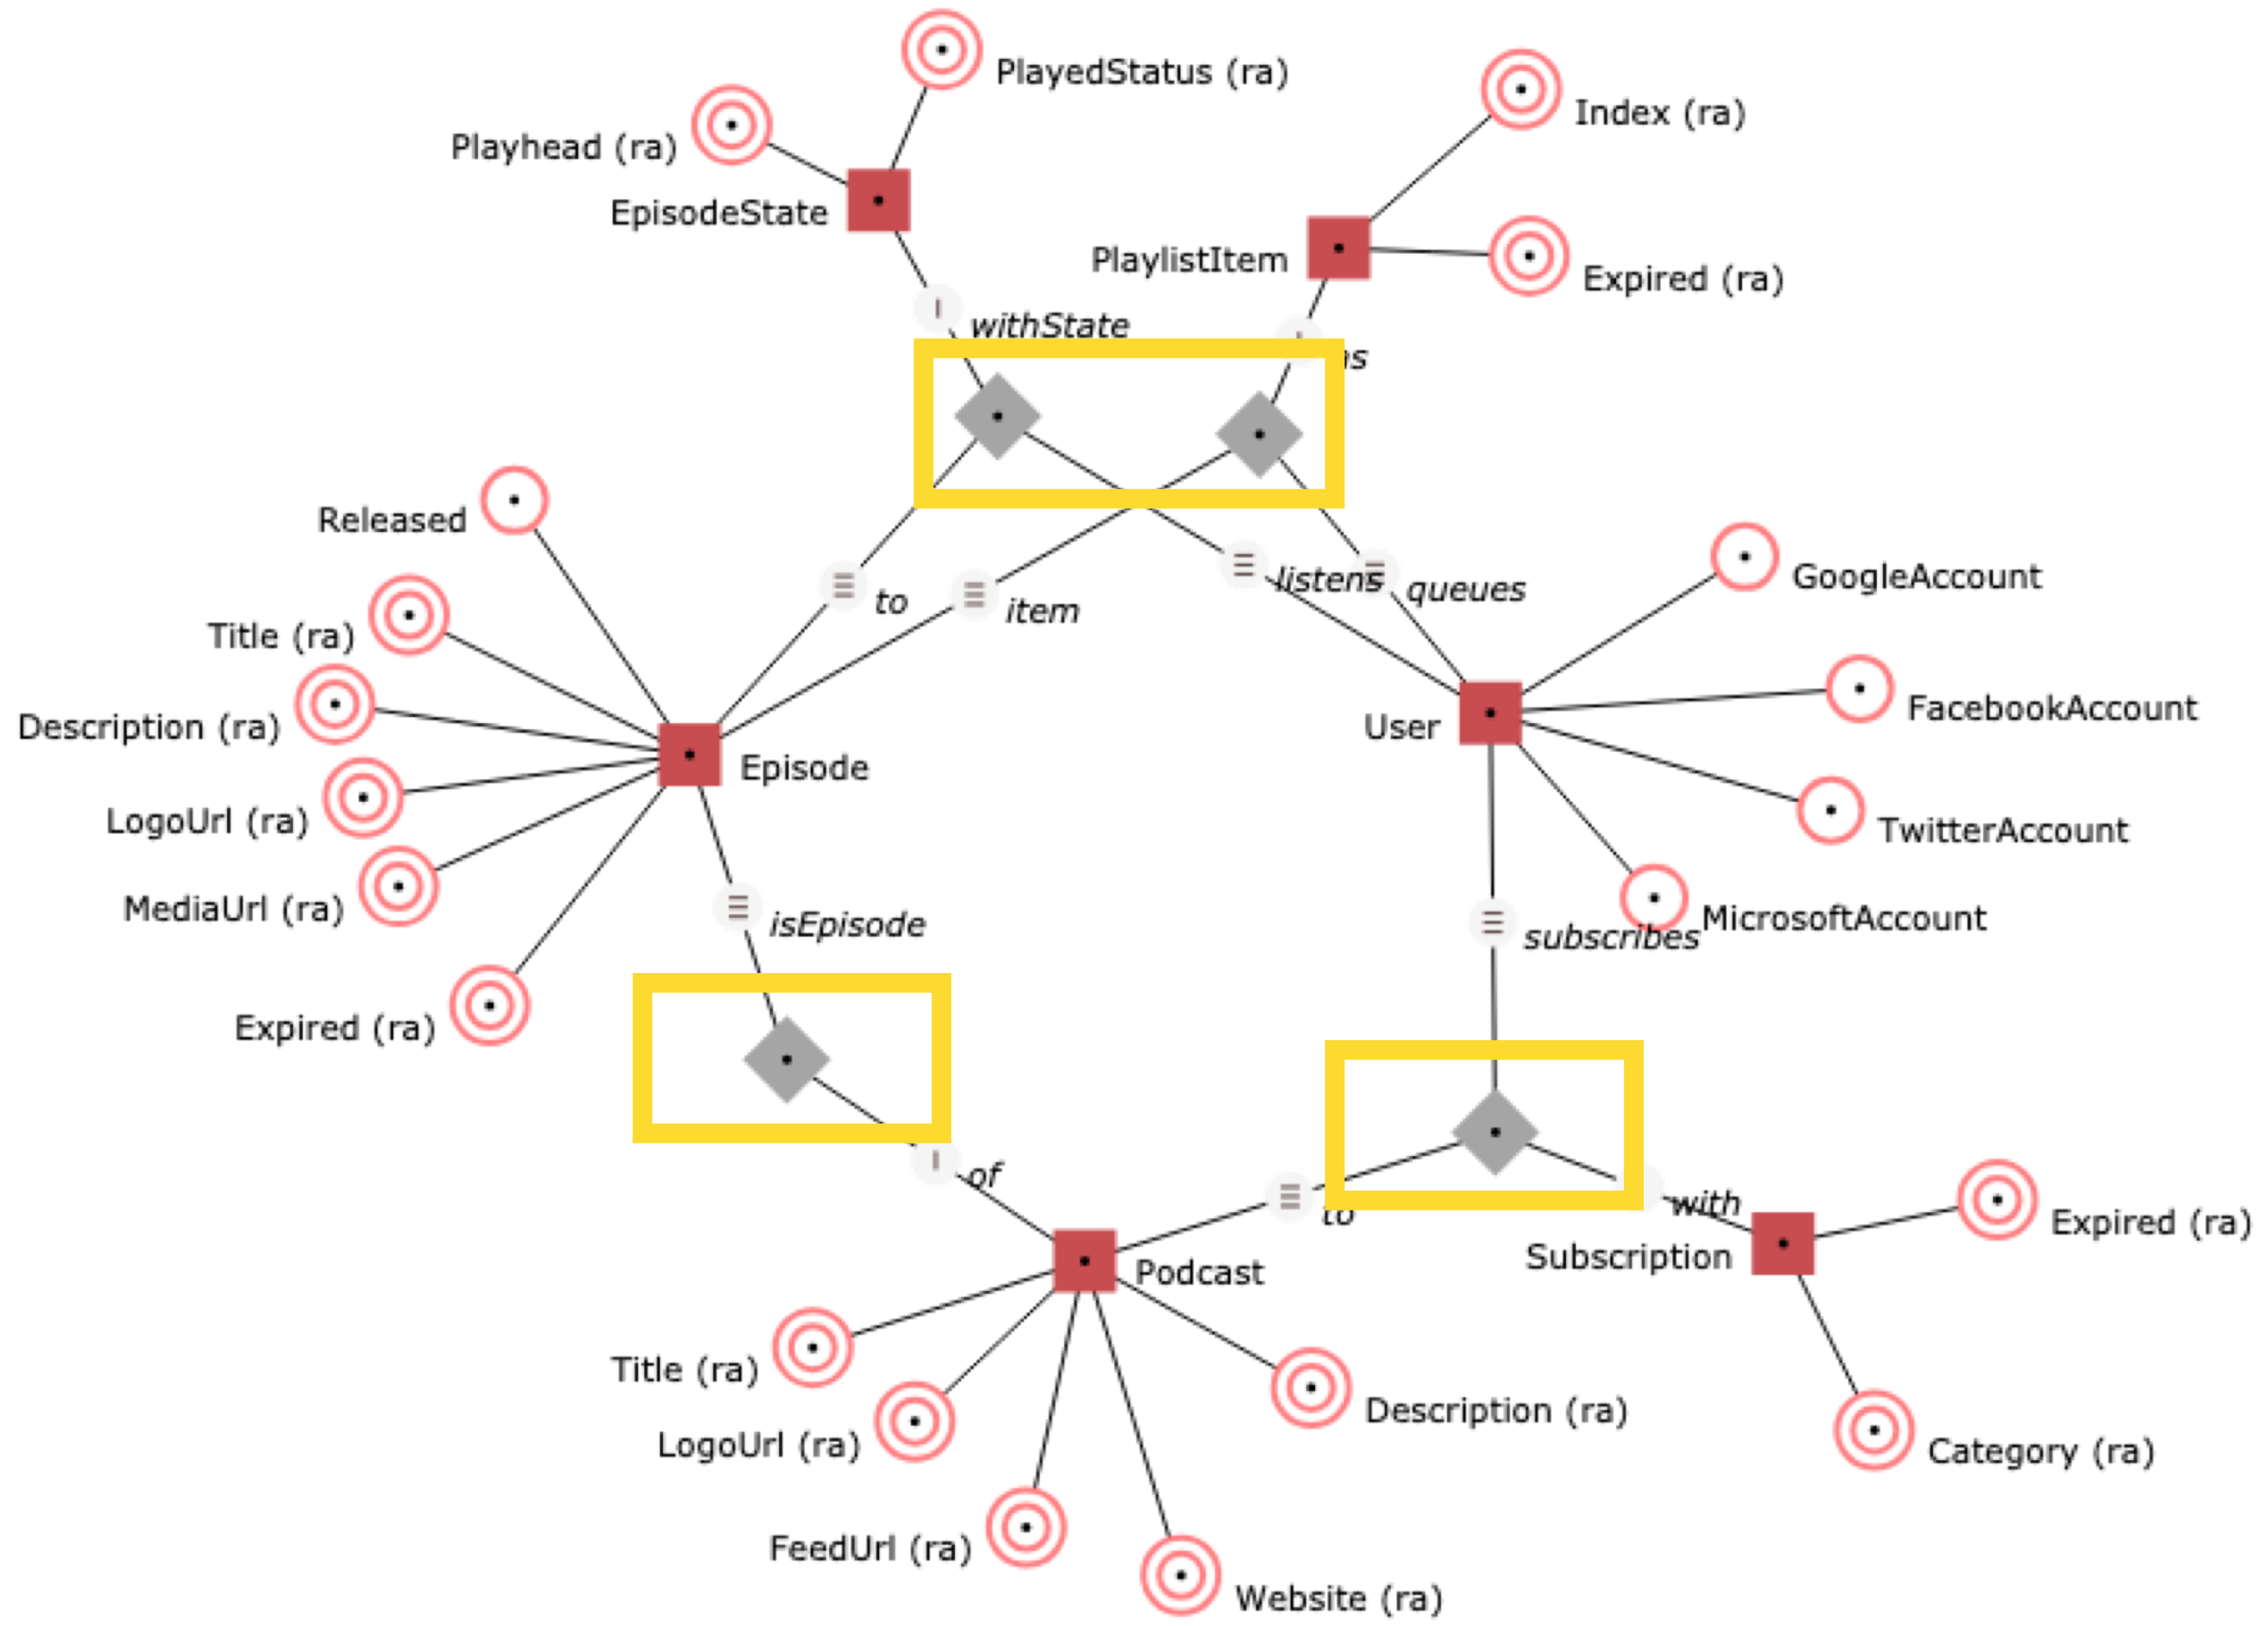 PlayedStatus (ra)
Index (ra)
Playhead (ra)
EpisodeState
PlaylistItem
Expired (ra)
withState
Released
GoogleAccount
listens
queues
to
item
Title (ra)
FacebookAccount
Description (ra)
User
Episode
LogoUrl (ra)
TwitterAccount
MediaUrl (ra)
MicrosoftAccount
isEpisode
subscribes
Expired (ra)
of
to
with
Expired (ra)
Subscription
Podcast
Title (ra)
Description (ra)
LogoUrl (ra)
Category (ra)
FeedUrl (ra)
Website (ra)